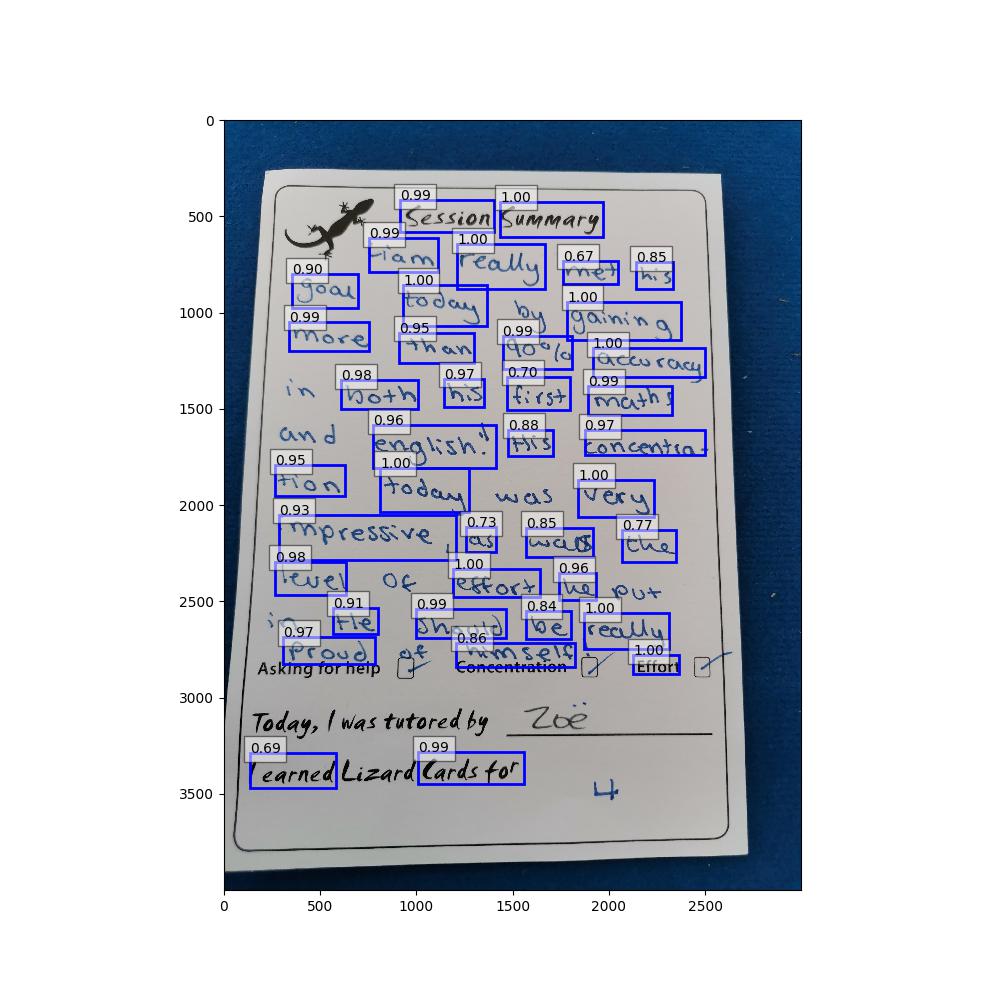 0
500
1000
1500
2000
2500
3000
3500
0.99 1.00
Session Summary
0.99 1.00 0.67 0.85
Liam really met his
0.90 1.00 1.00
goal today by gaining
0.99 0.95 0.99 1.00
more than 90% accuracy
0.98 0.97 0.70 0.99
in both his first maths
0.96 0.88 0.97
and english! His concentra-
0.95 1.00 1.00
tion today was very
0.93 0.73 0.85 0.77
impressive, as was the
0.98 1.00 0.96
level of effort he put
0.91 0.99 0.84 1.00
in. He should be really
0.97 0.86 1.00
proud of himself
Asking for help Concentration Effort
Today, I was tutored by Zoë
0.69 0.99
I earned Lizard Cards for
4
0 500 1000 1500 2000 2500